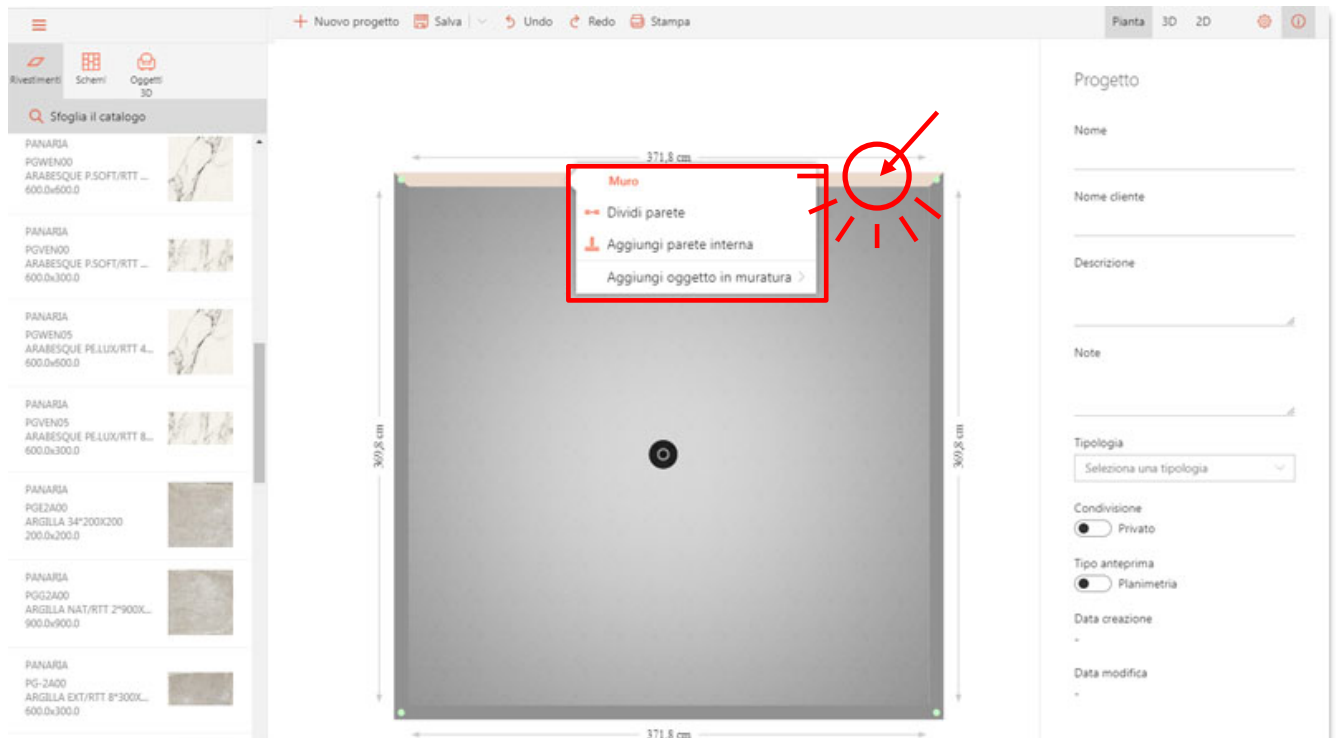 Nuovo progetto Salva Undo Redo Stampa
Pianta 3D 2D
Rivestimenti Schemi Oggetti 3D
Sfoglia il catalogo
PANARIA
PGWEN00
ARABESQUE P.SOFT/RTT ...
600.0x600.0
PANARIA
PGVEN00
ARABESQUE P.SOFT/RTT ...
600.0x300.0
PANARIA
PGWEN05
ARABESQUE PE.LUX/RTT 4...
600.0x600.0
PANARIA
PGVEN05
ARABESQUE PE.LUX/RTT 8...
600.0x300.0
PANARIA
PGE2A00
ARGILLA 34*200X200
200.0x200.0
PANARIA
PGG2A00
ARGILLA NAT/RTT 2*900X...
900.0x900.0
PANARIA
PG-2A00
ARGILLA EXT/RTT 8*300X...
600.0x300.0
371,8 cm
Muro
Dividi parete
Aggiungi parete interna
Aggiungi oggetto in muratura
369,8 cm
369,8 cm
371,8 cm
Progetto
Nome
Nome cliente
Descrizione
Note
Tipologia
Seleziona una tipologia
Condivisione
Privato
Tipo anteprima
Planimetria
Data creazione
-
Data modifica
-